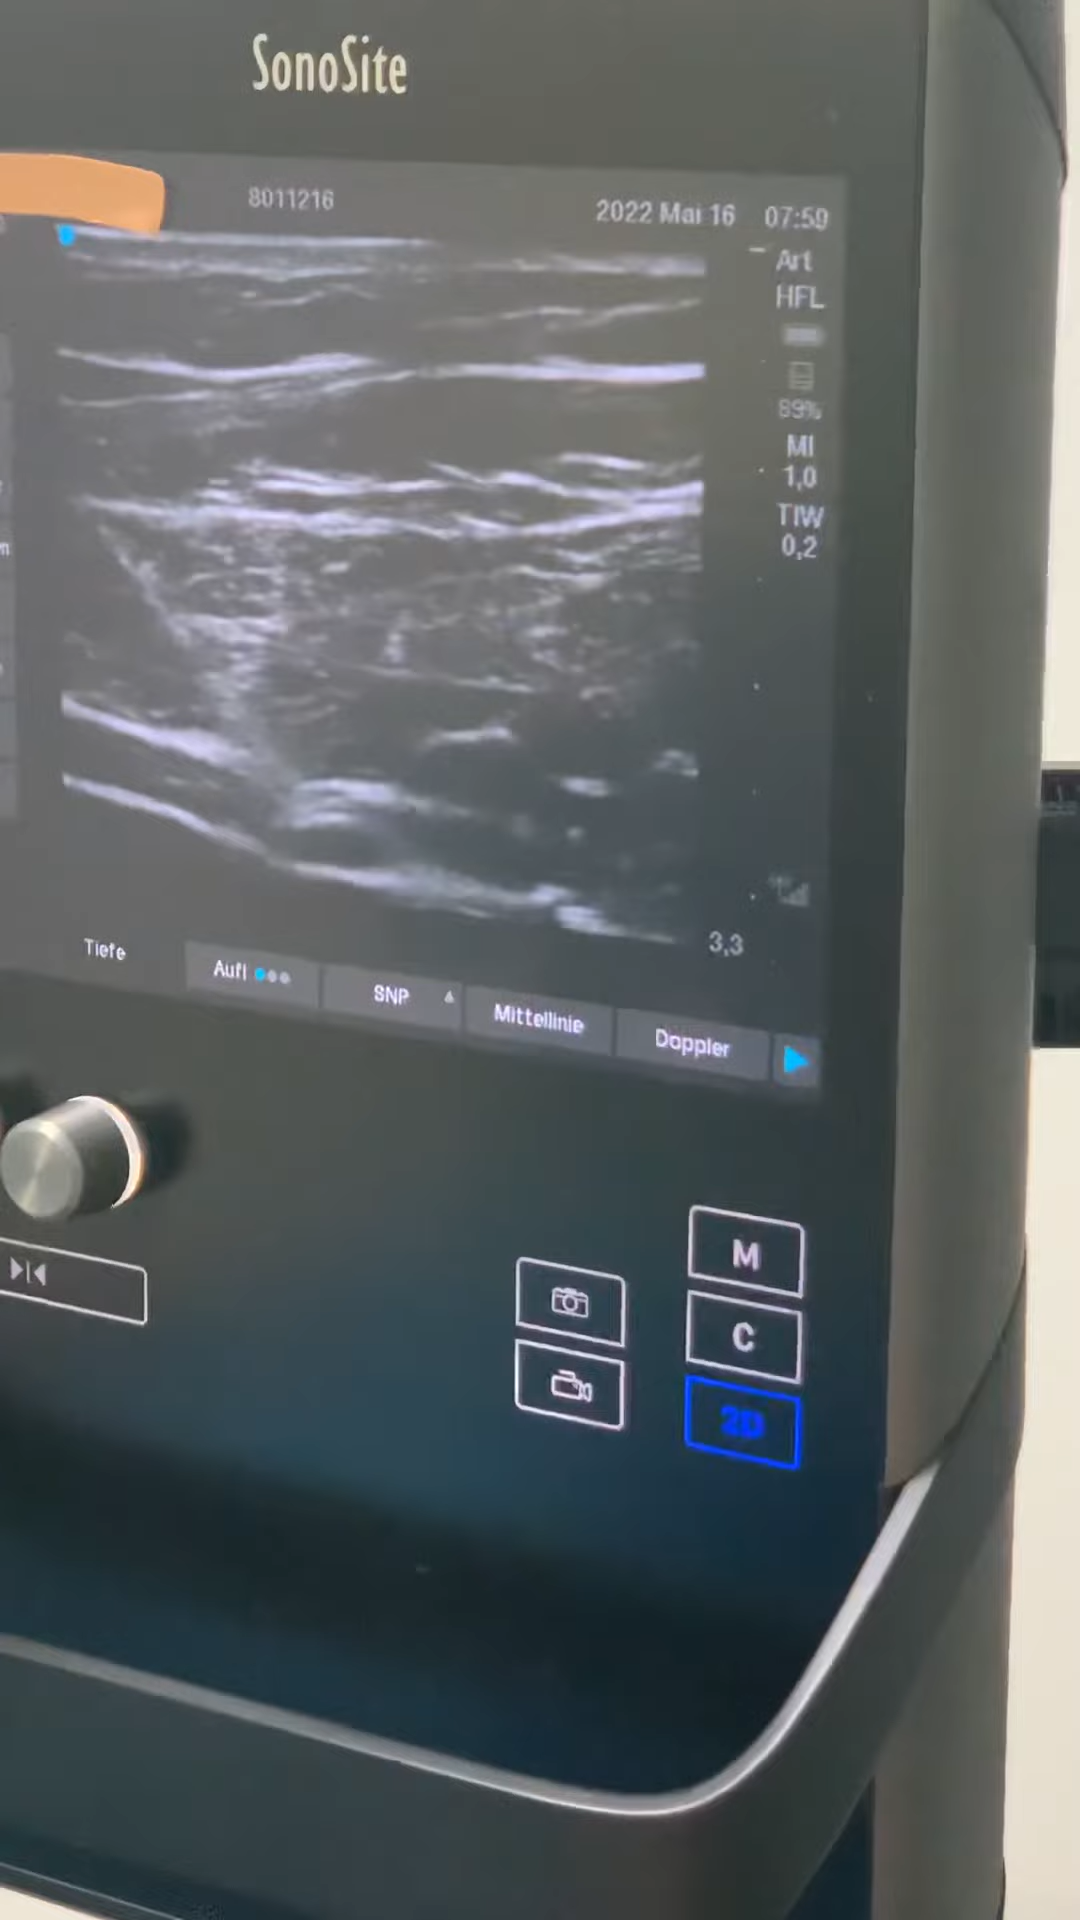 SonoSite
8011216
2022 Mai 16 07:59
Art
HFL
89%
MI
1,0
TIW
0,2
3,3
Tiefe
Aufl
SNP
Mittellinie
Doppler
M
C
2D